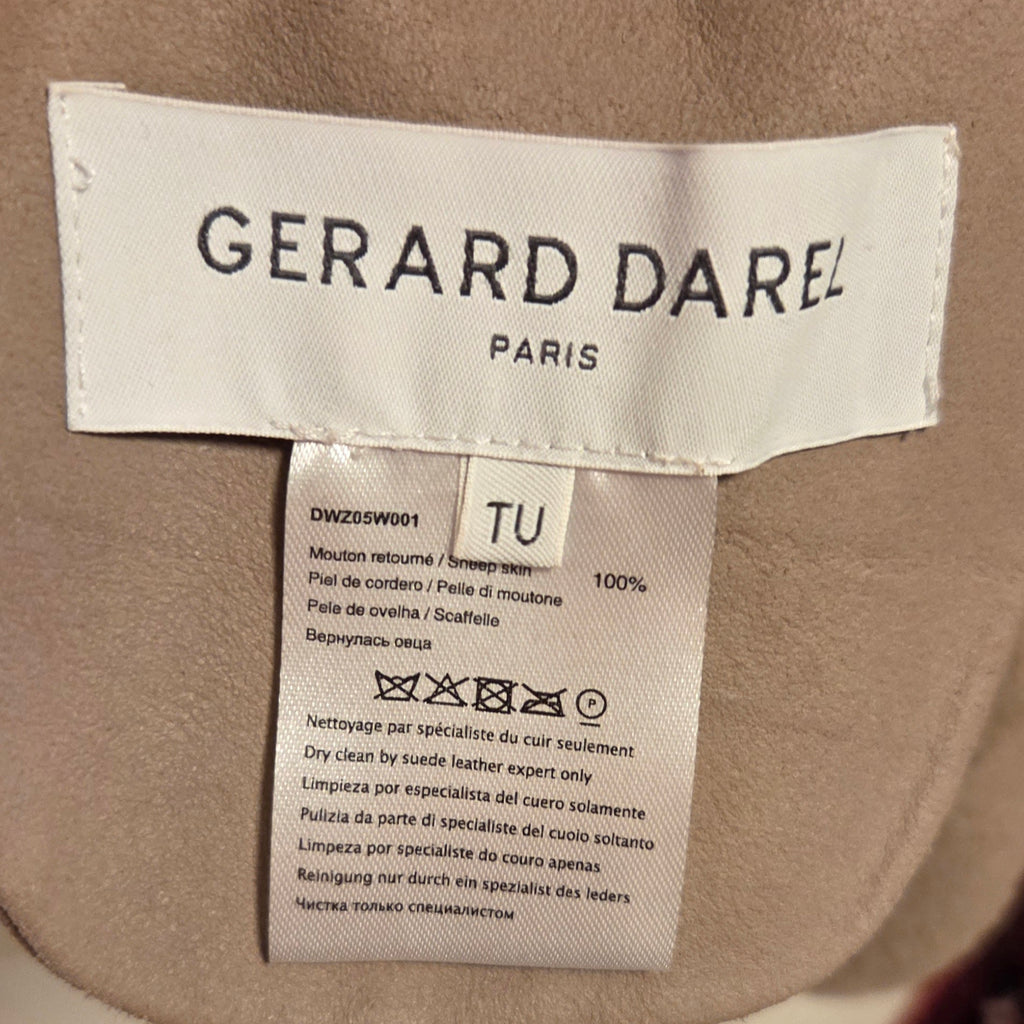 GERARD DAREL
PARIS
TU
DWZ05W001
Mouton retourné / Sheep skin 100%
Piel de cordero / Pelle di moutone
Pele de ovelha / Scaffelle
Вернулась овца
P
Nettoyage par spécialiste du cuir seulement
Dry clean by suede leather expert only
Limpieza por especialista del cuero solamente
Pulizia da parte di specialiste del cuoio soltanto
Limpeza por specialiste do couro apenas
Reinigung nur durch ein spezialist des leders
Чистка только специалистом